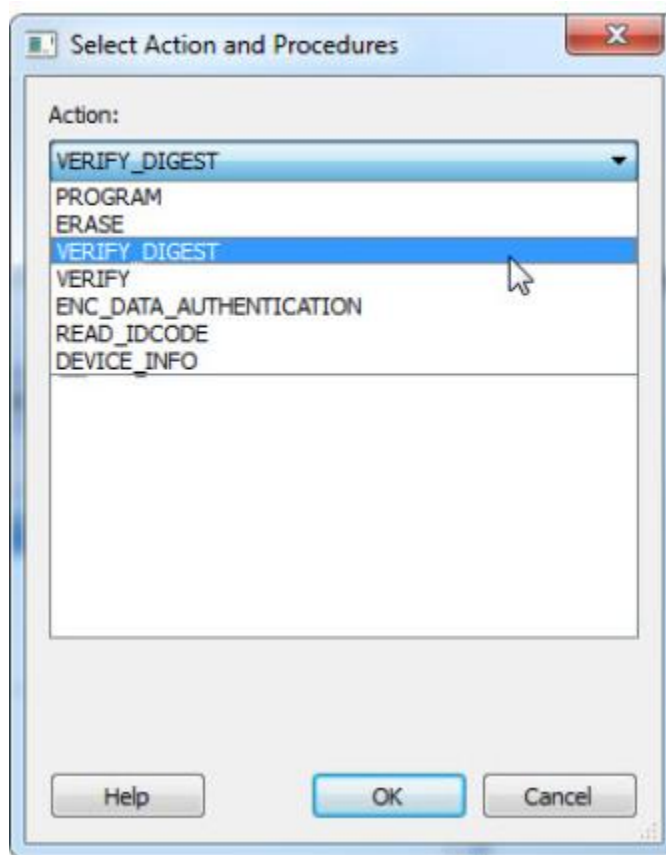 Select Action and Procedures
Action:
VERIFY_DIGEST
PROGRAM
ERASE
VERIFY_DIGEST
VERIFY
ENC_DATA_AUTHENTICATION
READ_IDCODE
DEVICE_INFO
Help OK Cancel